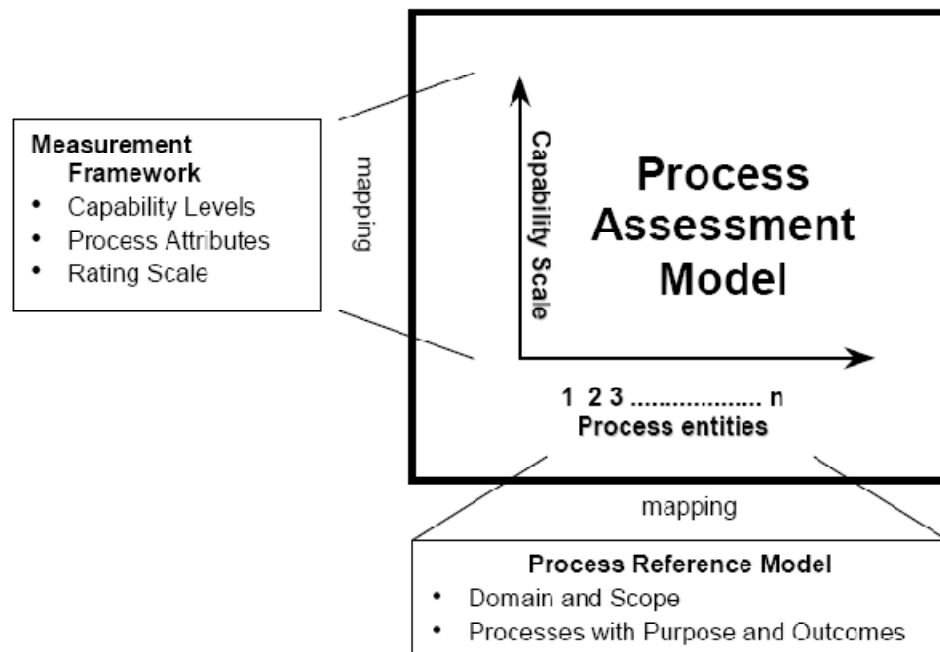 Measurement
Framework
• Capability Levels
• Process Attributes
• Rating Scale
mapping
Capability Scale
Process
Assessment
Model
1 2 3 ................... n
Process entities
mapping
Process Reference Model
• Domain and Scope
• Processes with Purpose and Outcomes